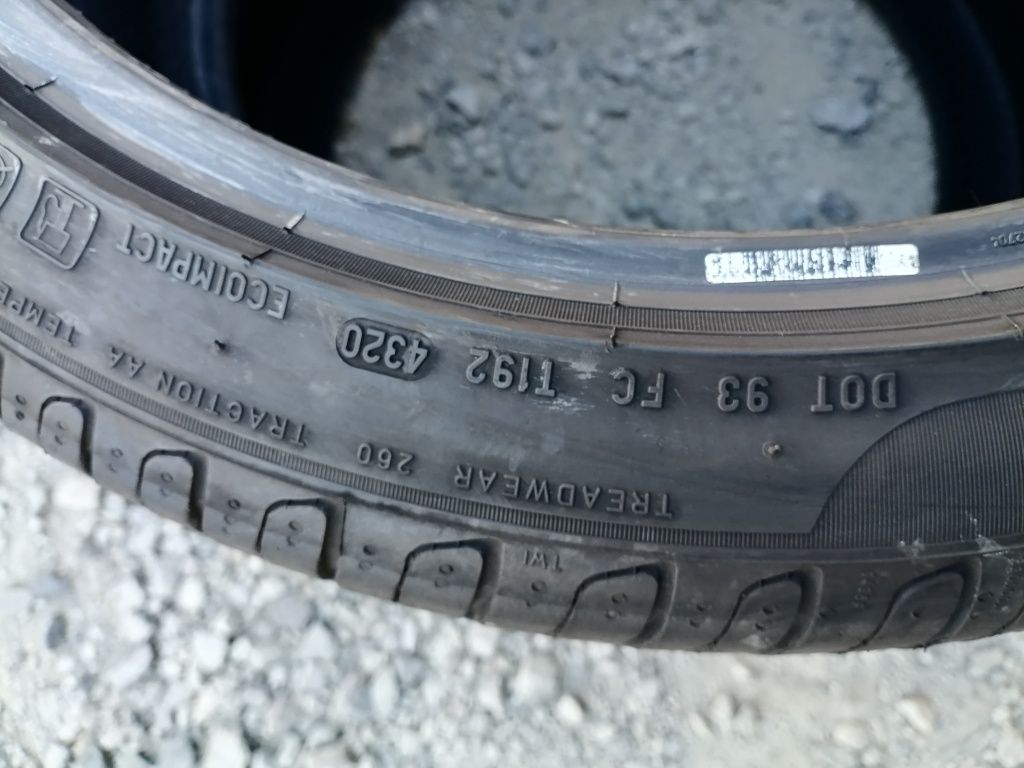 DOT 93 FC T192 4320 ECOIMPACT
TREADWEAR 260 TRACTION AA
TWI